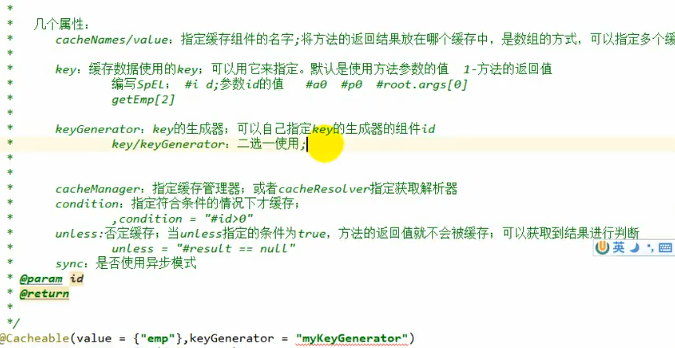 *
* 几个属性：
* cacheNames/value：指定缓存组件的名字;将方法的返回结果放在哪个缓存中，是数组的方式，可以指定多个
*
* key：缓存数据使用的key；可以用它来指定。默认是使用方法参数的值 1-方法的返回值
* 编写SpEL； #i d;参数id的值 #a0 #p0 #root.args[0]
* getEmp[2]
*
* keyGenerator：key的生成器；可以自己指定key的生成器的组件id
* key/keyGenerator：二选一使用;
*
*
* cacheManager：指定缓存管理器；或者cacheResolver指定获取解析器
* condition：指定符合条件的情况下才缓存；
* ,condition = "#id>0"
* unless:否定缓存；当unless指定的条件为true，方法的返回值就不会被缓存；可以获取到结果进行判断
* unless = "#result == null"
* sync：是否使用异步模式
* @param id
* @return
*
*/
@Cacheable(value = {"emp"},keyGenerator = "myKeyGenerator")
英